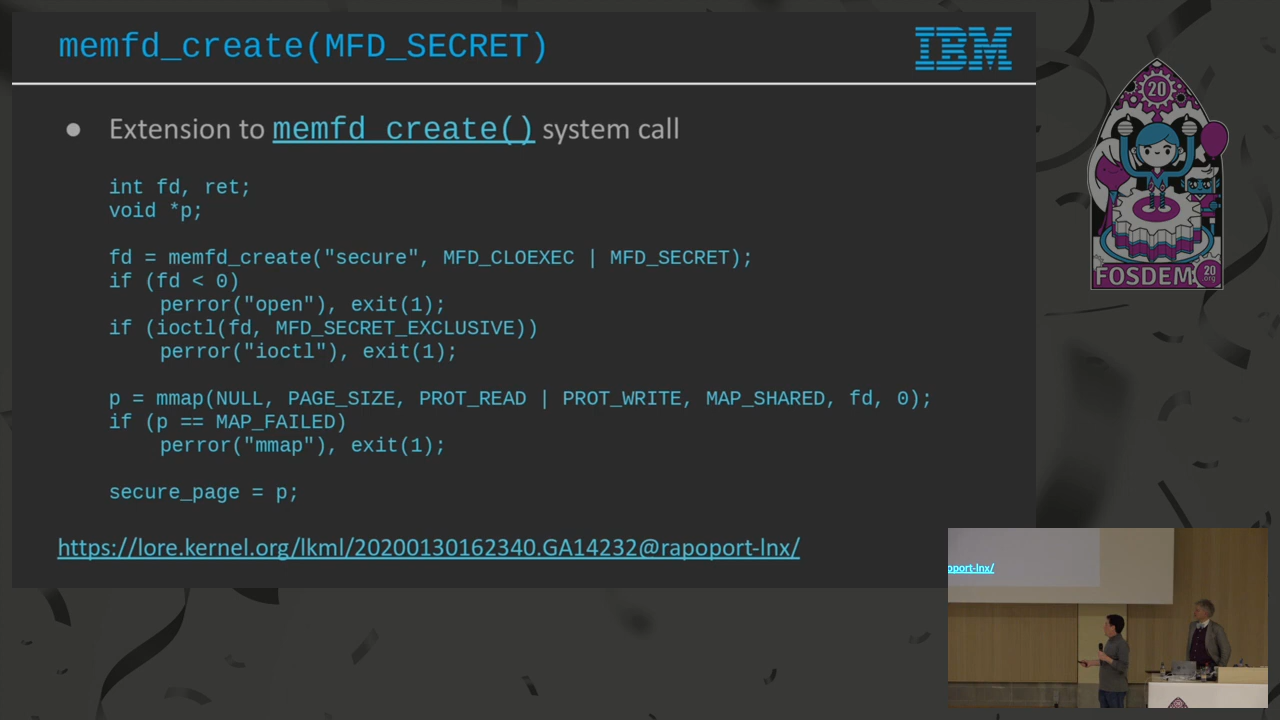 memfd_create(MFD_SECRET)
IBM
● Extension to memfd_create() system call
int fd, ret;
void *p;
fd = memfd_create("secure", MFD_CLOEXEC | MFD_SECRET);
if (fd < 0)
perror("open"), exit(1);
if (ioctl(fd, MFD_SECRET_EXCLUSIVE))
perror("ioctl"), exit(1);
p = mmap(NULL, PAGE_SIZE, PROT_READ | PROT_WRITE, MAP_SHARED, fd, 0);
if (p == MAP_FAILED)
perror("mmap"), exit(1);
secure_page = p;
https://lore.kernel.org/lkml/20200130162340.GA14232@rapoport-lnx/
20
FOSDEM
20
.org
oport-lnx/